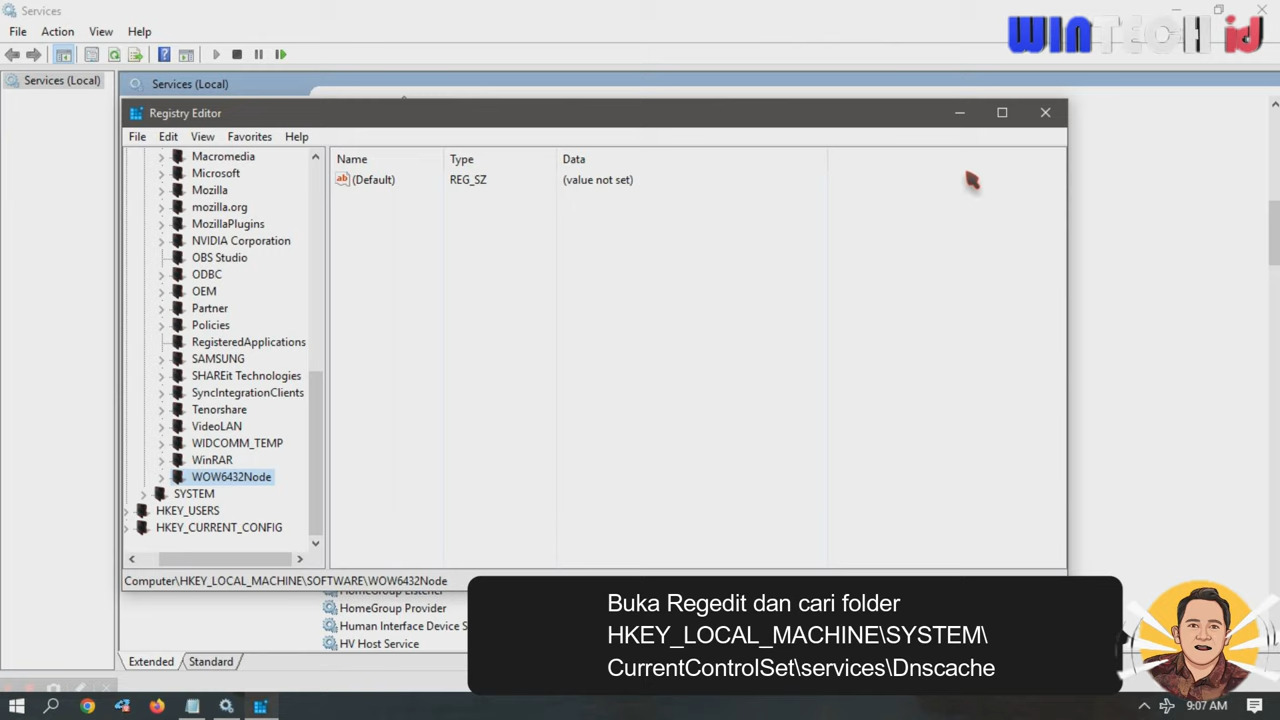 Services
File Action View Help
WINTECH id
Services (Local)
Services (Local)
Registry Editor
File Edit View Favorites Help
Name Type Data
(Default) REG_SZ (value not set)
Macromedia
Microsoft
Mozilla
mozilla.org
MozillaPlugins
NVIDIA Corporation
OBS Studio
ODBC
OEM
Partner
Policies
RegisteredApplications
SAMSUNG
SHAREit Technologies
SyncIntegrationClients
Tenorshare
VideoLAN
WIDCOMM_TEMP
WinRAR
WOW6432Node
SYSTEM
HKEY_USERS
HKEY_CURRENT_CONFIG
Computer\HKEY_LOCAL_MACHINE\SOFTWARE\WOW6432Node
HomeGroup Listener
HomeGroup Provider
Human Interface Device S
HV Host Service
Extended Standard
Buka Regedit dan cari folder
HKEY_LOCAL_MACHINE\SYSTEM\
CurrentControlSet\services\Dnscache
9:07 AM